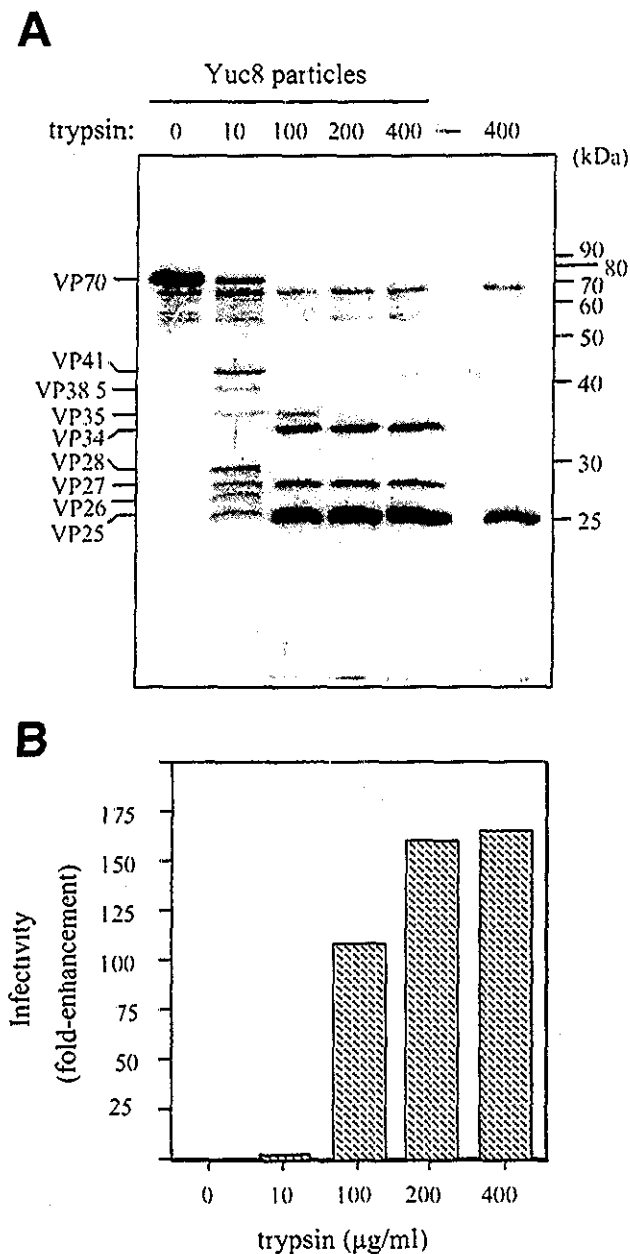 A
Yuc8 particles
trypsin: 0 10 100 200 400 — 400
(kDa)
90
80
VP70
70
60
50
VP41
40
VP38 5
VP35
VP34
30
VP28
VP27
VP26
25
VP25
B
175
150
125
100
75
50
25
Infectivity
(fold-enhancement)
0 10 100 200 400
trypsin (µg/ml)